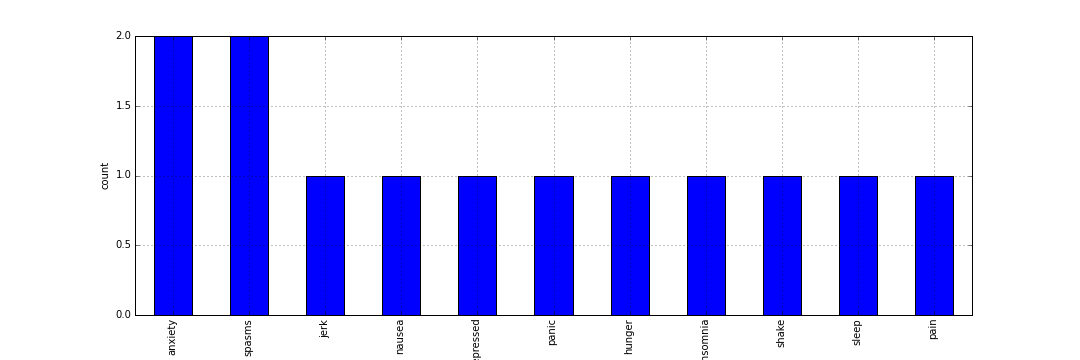 2.0
1.5
1.0
0.5
0.0
count
anxiety
spasms
jerk
nausea
pressed
panic
hunger
nsomnia
shake
sleep
pain